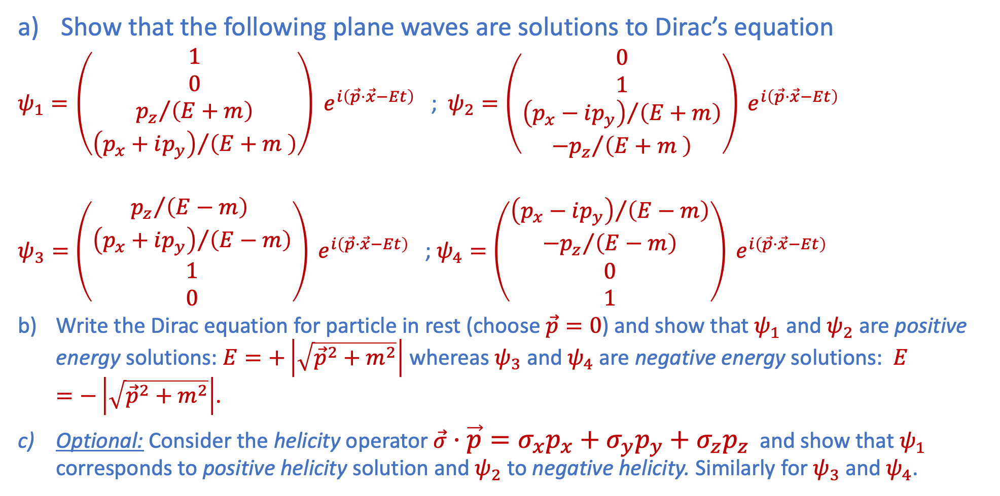 a) Show that the following plane waves are solutions to Dirac's equation
ψ₁ = ( 1 ; 0 ; p_z/(E + m) ; (p_x + ip_y)/(E + m ) ) e^{i(p⃗·x⃗−Et)} ; ψ₂ = ( 0 ; 1 ; (p_x − ip_y)/(E + m) ; −p_z/(E + m ) ) e^{i(p⃗·x⃗−Et)}
ψ₃ = ( p_z/(E − m) ; (p_x + ip_y)/(E − m) ; 1 ; 0 ) e^{i(p⃗·x⃗−Et)} ; ψ₄ = ( (p_x − ip_y)/(E − m) ; −p_z/(E − m) ; 0 ; 1 ) e^{i(p⃗·x⃗−Et)}
b) Write the Dirac equation for particle in rest (choose p⃗ = 0) and show that ψ₁ and ψ₂ are positive
energy solutions: E = +|√(p⃗² + m²)| whereas ψ₃ and ψ₄ are negative energy solutions: E
= −|√(p⃗² + m²)|.
c) Optional: Consider the helicity operator σ⃗ · p⃗ = σ_x p_x + σ_y p_y + σ_z p_z and show that ψ₁
corresponds to positive helicity solution and ψ₂ to negative helicity. Similarly for ψ₃ and ψ₄.